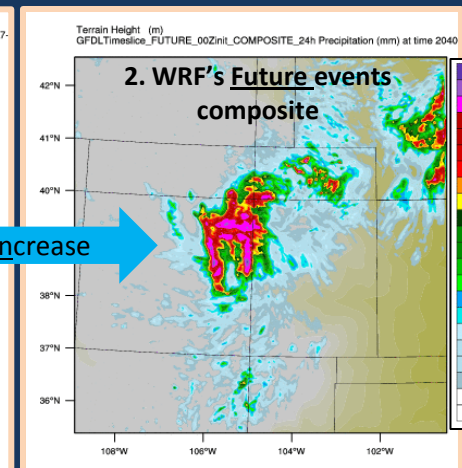 7-
Terrain Height (m)
GFDLTimeslice_FUTURE_00Zinit_COMPOSITE_24h Precipitation (mm) at time 2040
2. WRF's Future events
composite
ncrease
42°N
41°N
40°N
38°N
37°N
36°N
108°W
106°W
104°W
102°W